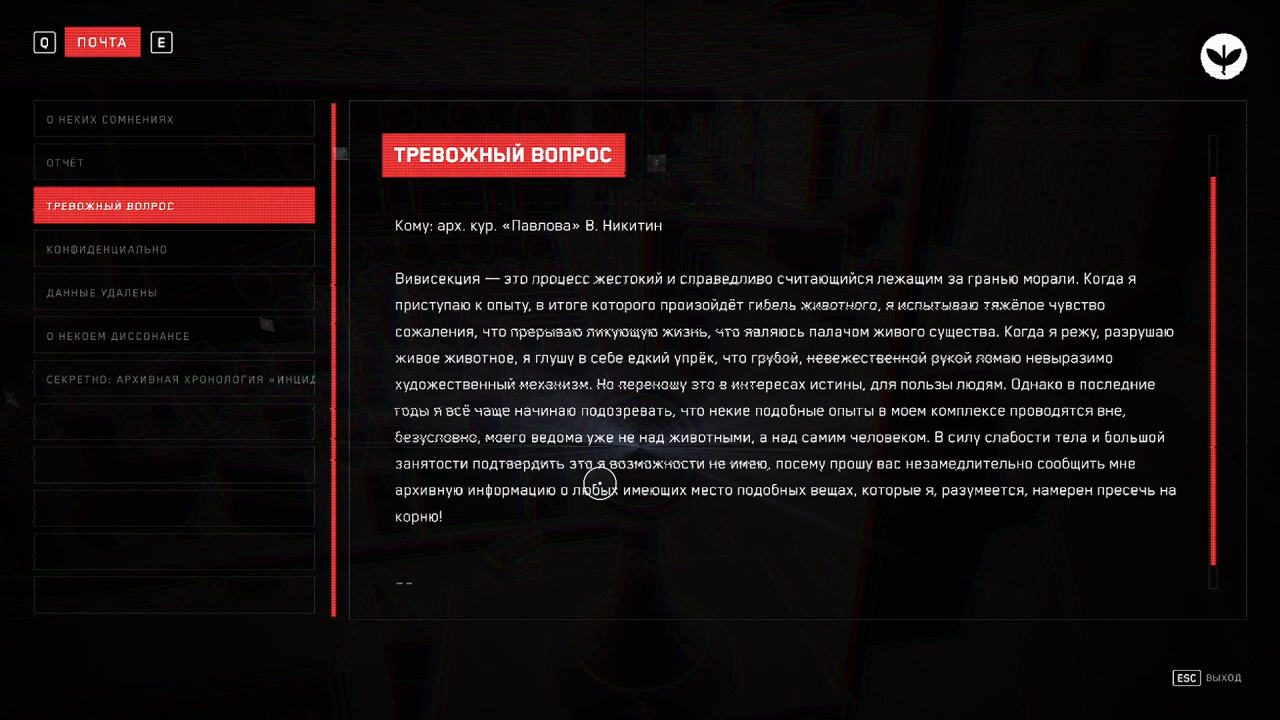 Q ПОЧТА E
О НЕКИХ СОМНЕНИЯХ
ОТЧЁТ
ТРЕВОЖНЫЙ ВОПРОС
КОНФИДЕНЦИАЛЬНО
ДАННЫЕ УДАЛЕНЫ
О НЕКОЕМ ДИССОНАНСЕ
СЕКРЕТНО: АРХИВНАЯ ХРОНОЛОГИЯ «ИНЦИД
ТРЕВОЖНЫЙ ВОПРОС
Кому: арх. кур. «Павлова» В. Никитин
Вивисекция — это процесс жестокий и справедливо считающийся лежащим за гранью морали. Когда я
приступаю к опыту, в итоге которого произойдёт гибель животного, я испытываю тяжёлое чувство
сожаления, что прерываю ликующую жизнь, что являюсь палачом живого существа. Когда я режу, разрушаю
живое животное, я глушу в себе едкий упрёк, что грубой, невежественной рукой ломаю невыразимо
художественный механизм. Но переношу это в интересах истины, для пользы людям. Однако в последние
годы я всё чаще начинаю подозревать, что некие подобные опыты в моем комплексе проводятся вне,
безусловно, моего ведома уже не над животными, а над самим человеком. В силу слабости тела и большой
занятости подтвердить это я возможности не имею, посему прошу вас незамедлительно сообщить мне
архивную информацию о любых имеющих место подобных вещах, которые я, разумеется, намерен пресечь на
корню!
--
ESC ВЫХОД